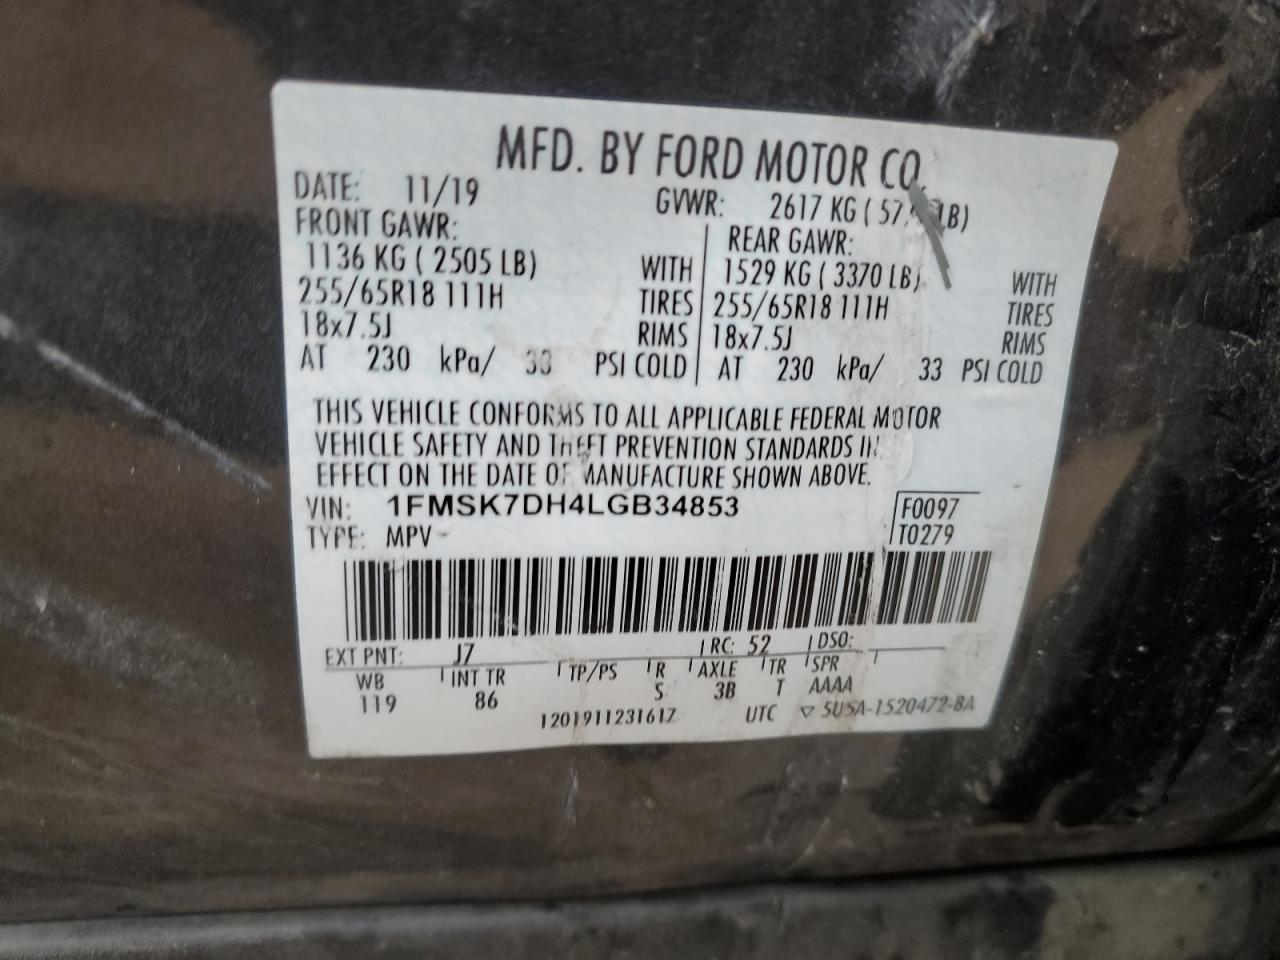 MFD. BY FORD MOTOR CO.
DATE: 11/19 GVWR: 2617 KG ( LB)
FRONT GAWR: REAR GAWR:
1136 KG ( 2505 LB) WITH 1529 KG ( 3370 LB) WITH
255/65R18 111H TIRES 255/65R18 111H TIRES
18x7.5J RIMS 18x7.5J RIMS
AT 230 kPa/ 33 PSI COLD AT 230 kPa/ 33 PSI COLD
THIS VEHICLE CONFORMS TO ALL APPLICABLE FEDERAL MOTOR
VEHICLE SAFETY AND THEFT PREVENTION STANDARDS IN
EFFECT ON THE DATE OF MANUFACTURE SHOWN ABOVE.
VIN: 1FMSK7DH4LGB34853 F0097
TYPE: MPV T0279
EXT PNT: J7 RC: 52 DSO:
WB INT TR TP/PS R AXLE TR SPR
119 86 S 3B T AAAA
1201911231617 UTC ▽ 5U5A-1520472-BA